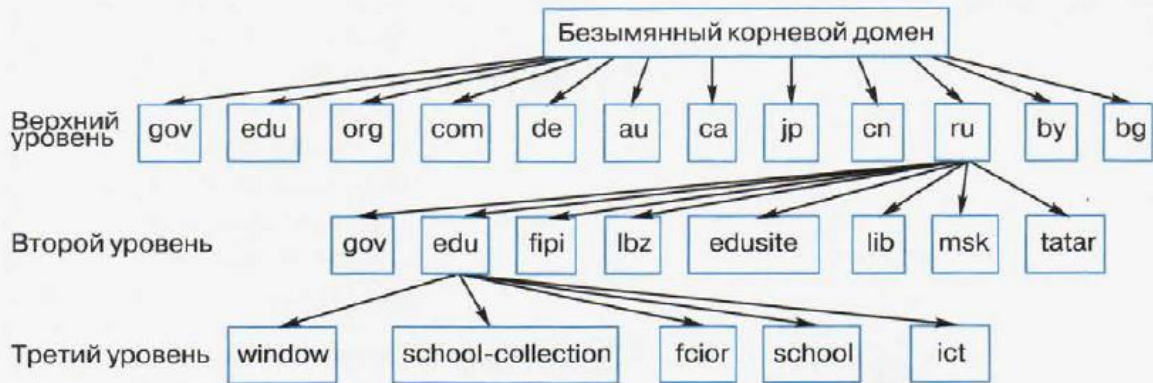 Безымянный корневой домен
Верхний уровень
gov edu org com de au ca jp cn ru by bg
Второй уровень
gov edu fipi lbz edusite lib msk tatar
Третий уровень
window school-collection fcior school ict